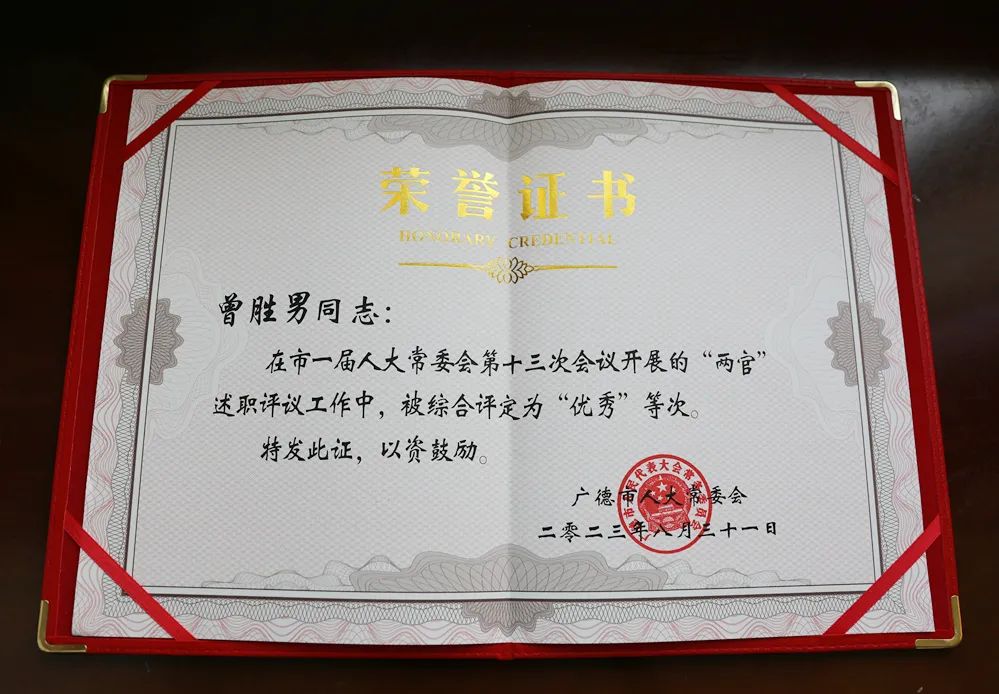 荣誉证书
HONORARY CREDENTIAL
曾胜男同志:
在市一届人大常委会第十三次会议开展的“两官”
述职评议工作中,被综合评定为“优秀”等次。
特发此证,以资鼓励。
广德市人大常委会
二零二三年八月三十一日